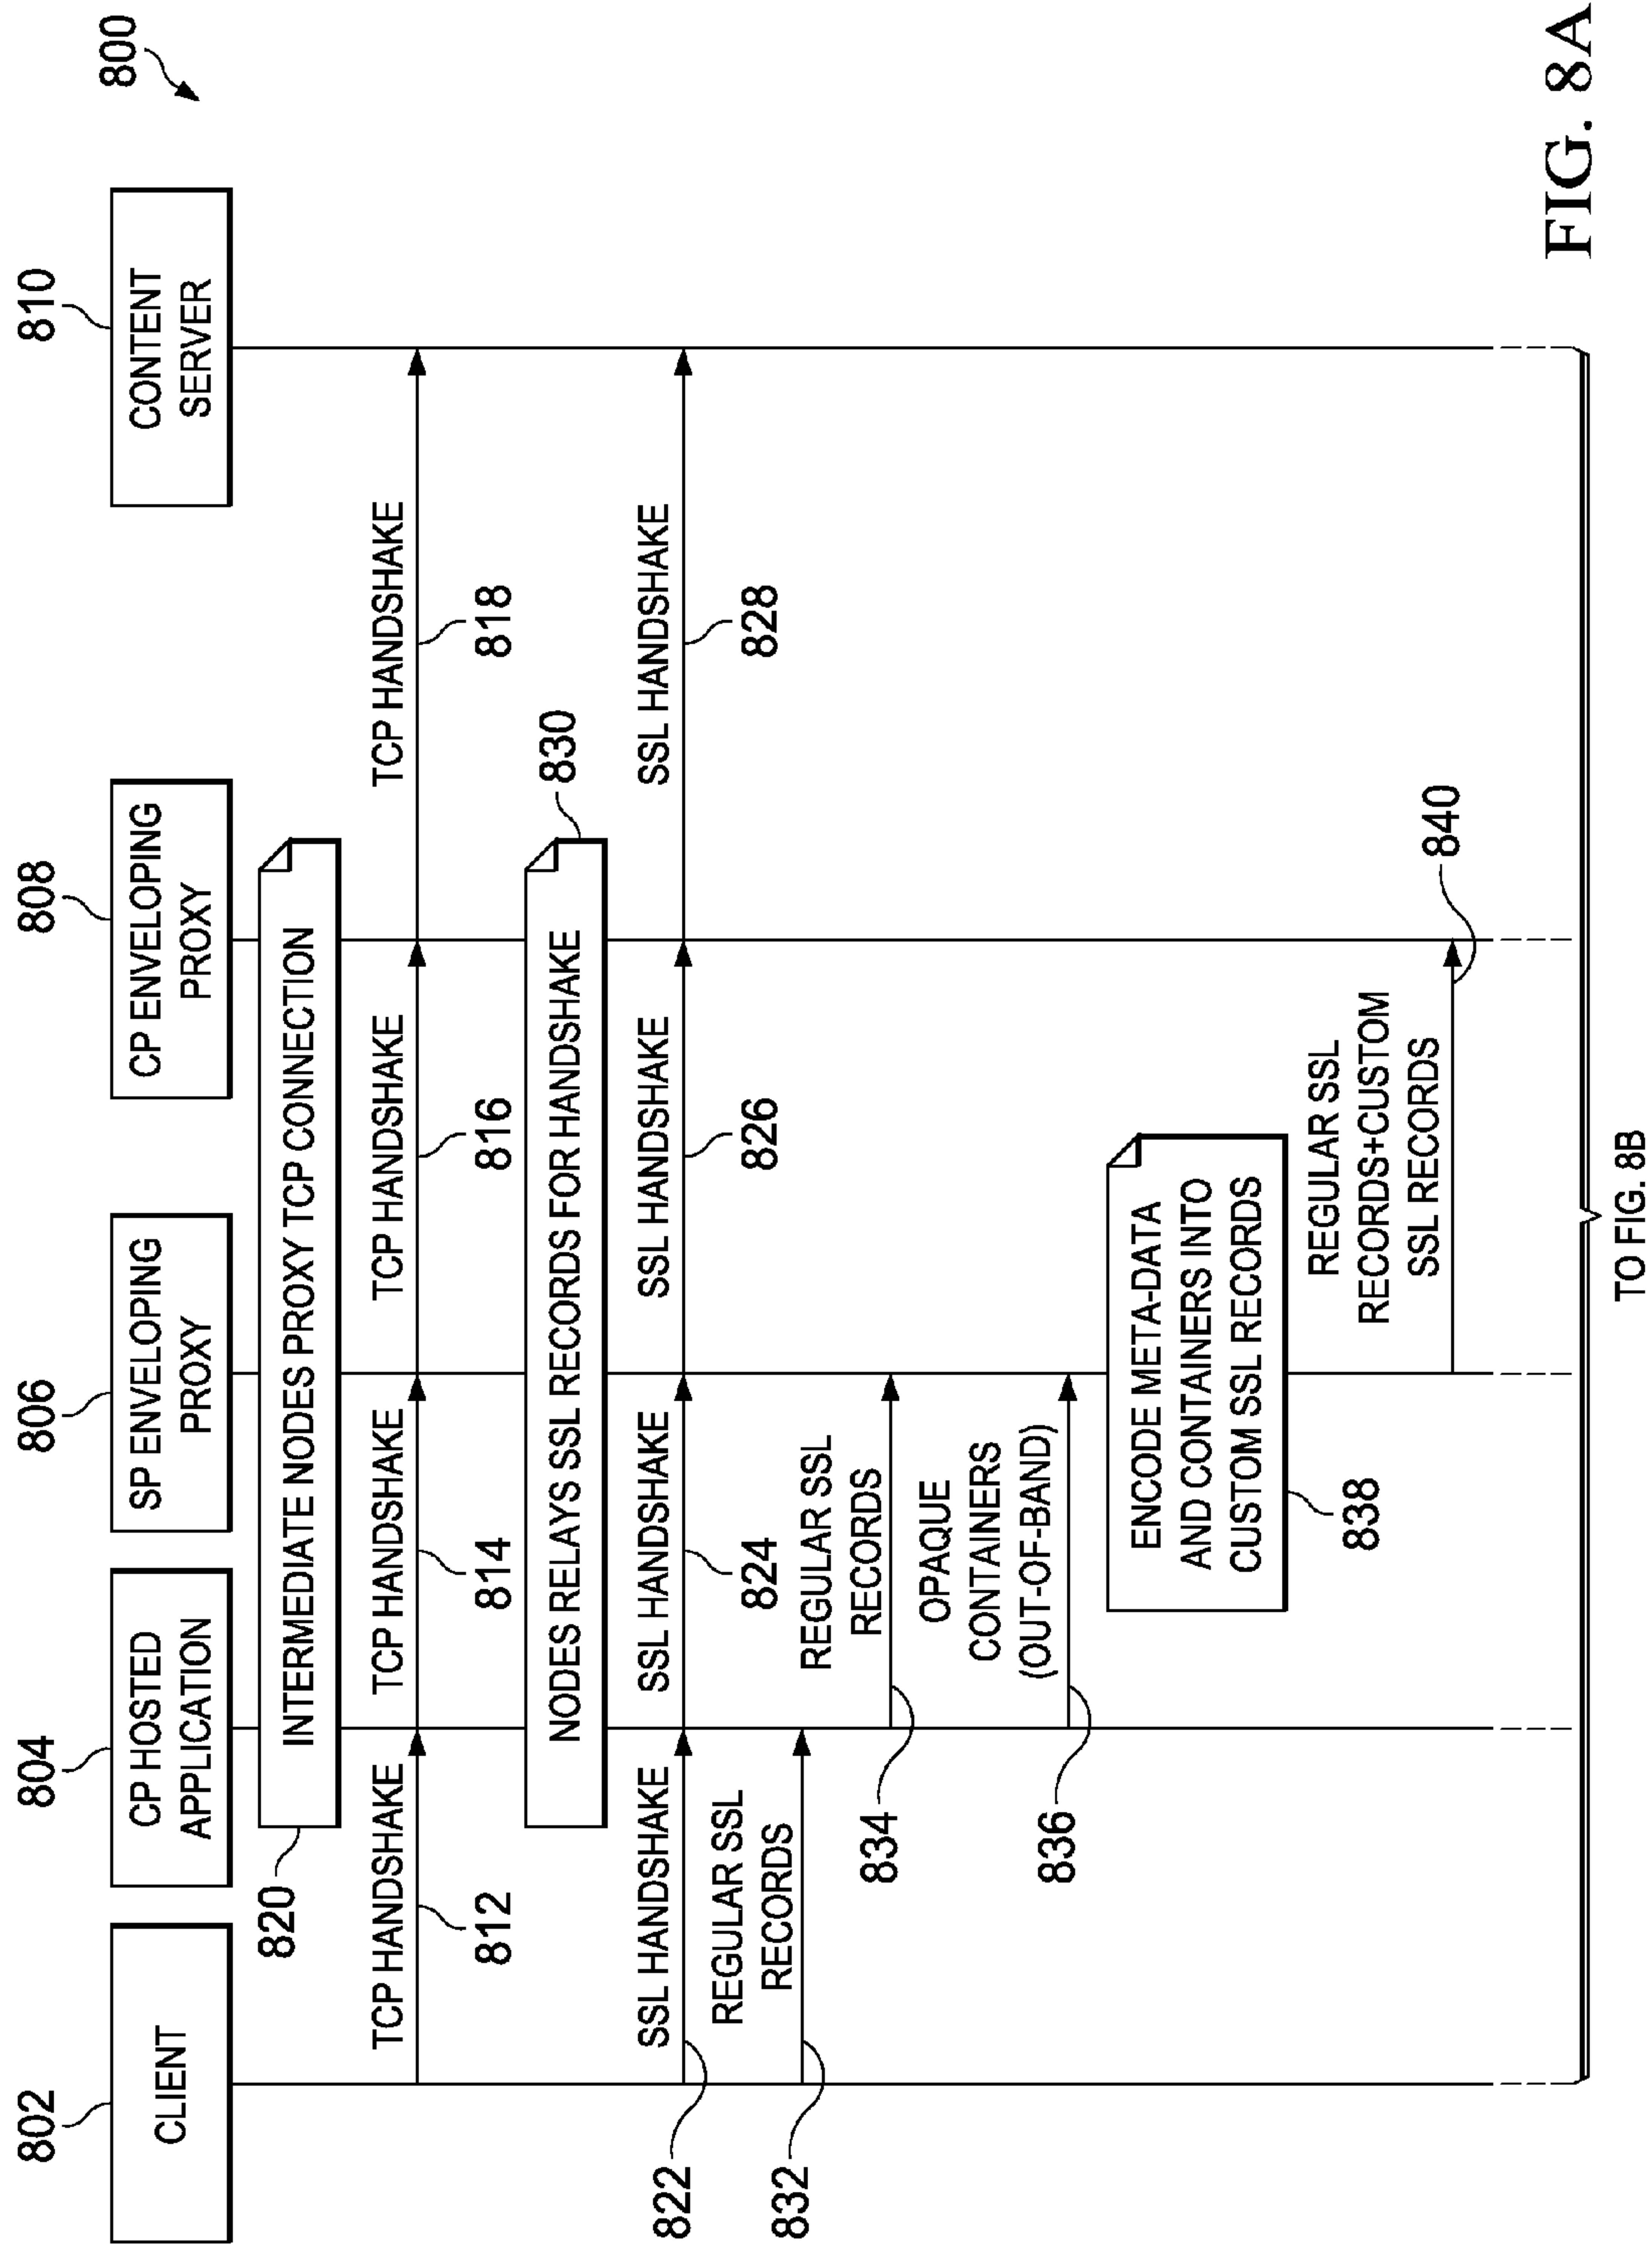 800
802
804
806
808
810
CLIENT
CP HOSTED
APPLICATION
SP ENVELOPING
PROXY
CP ENVELOPING
PROXY
CONTENT
SERVER
820
INTERMEDIATE NODES PROXY TCP CONNECTION
TCP HANDSHAKE
812
TCP HANDSHAKE
814
TCP HANDSHAKE
816
TCP HANDSHAKE
818
NODES RELAYS SSL RECORDS FOR HANDSHAKE
830
SSL HANDSHAKE
822
SSL HANDSHAKE
824
SSL HANDSHAKE
826
SSL HANDSHAKE
828
REGULAR SSL
RECORDS
832
REGULAR SSL
RECORDS
834
OPAQUE
CONTAINERS
(OUT-OF-BAND)
836
ENCODE META-DATA
AND CONTAINERS INTO
CUSTOM SSL RECORDS
838
REGULAR SSL
RECORDS+CUSTOM
SSL RECORDS
840
TO FIG. 8B
FIG. 8A